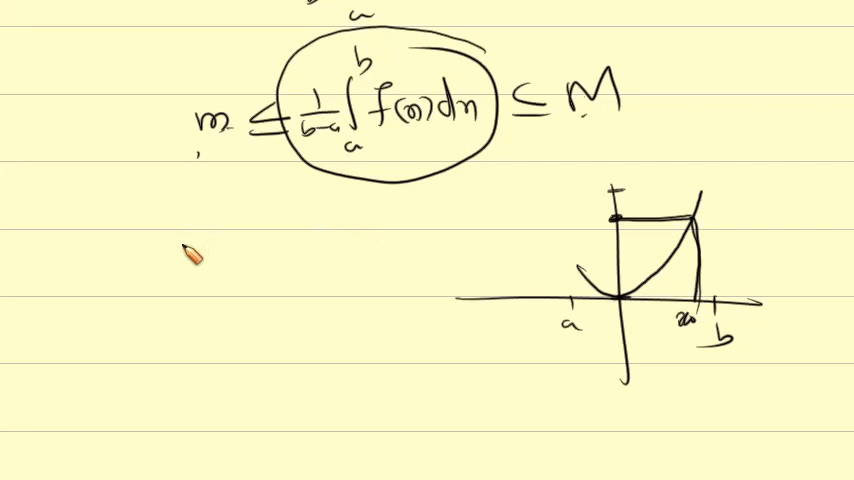 a
m ≤ 1/(b-a) ∫_a^b f(x)dx ≤ M
a x₀ b